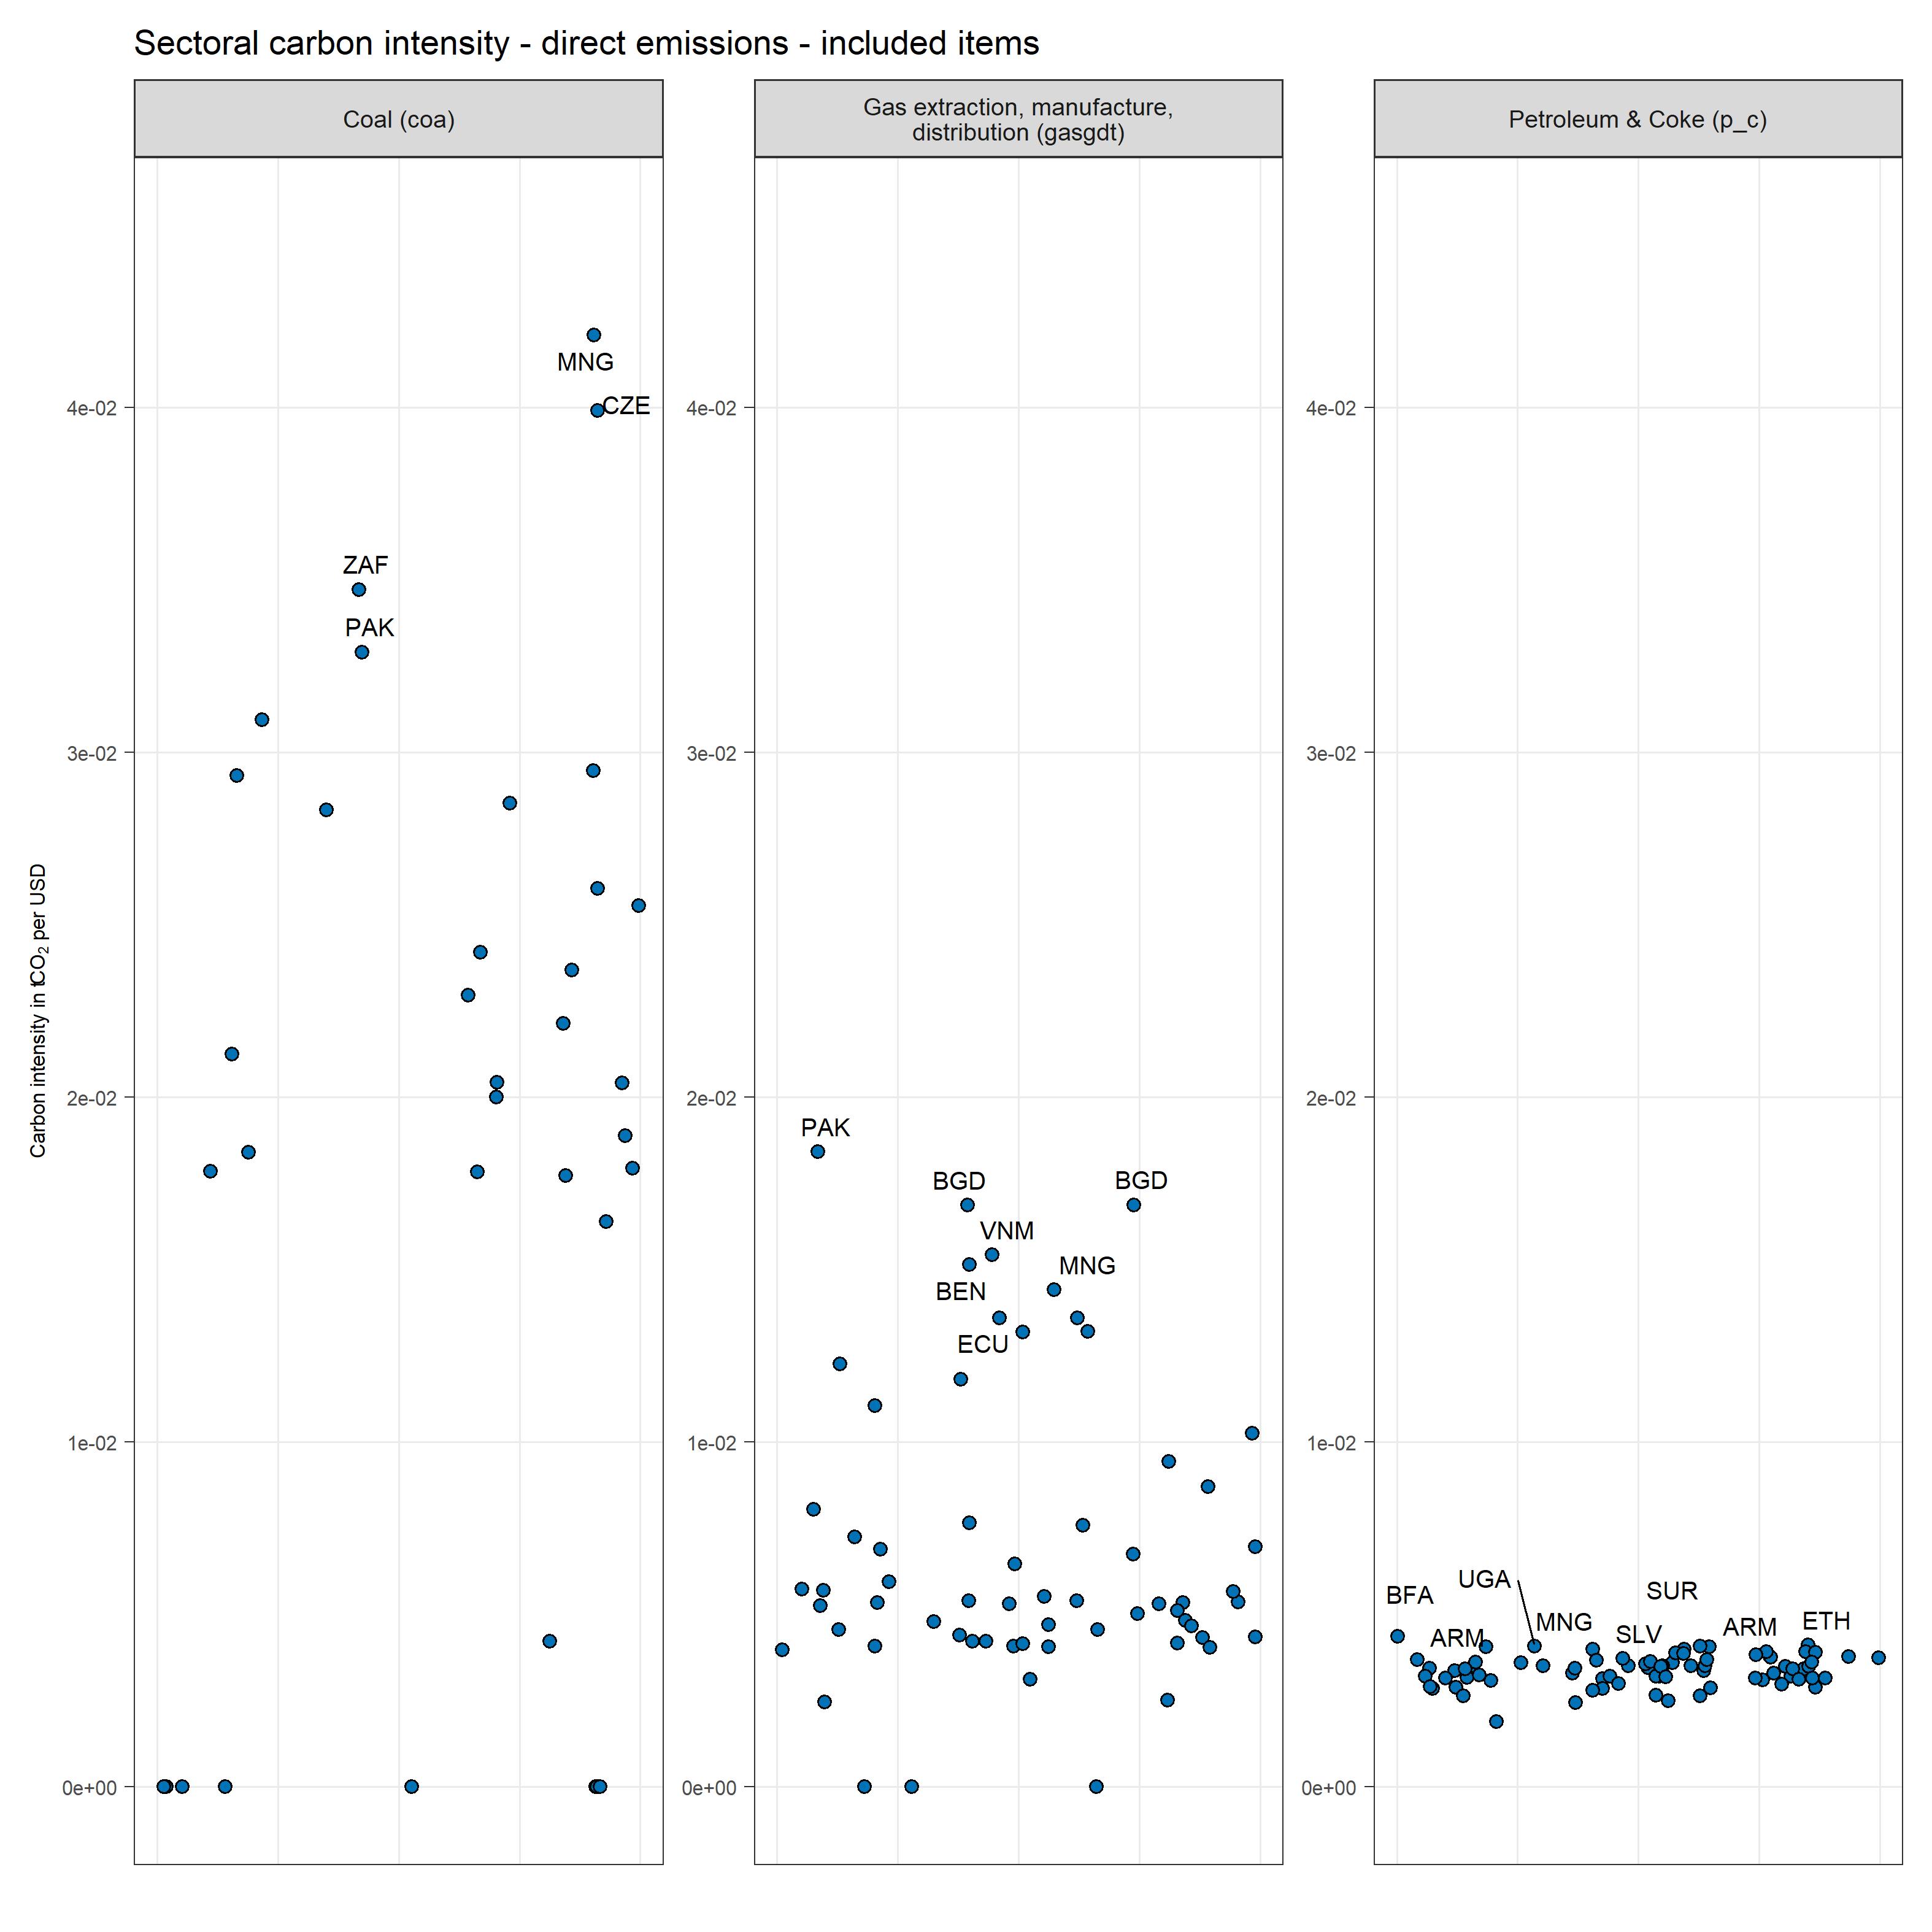 Sectoral carbon intensity - direct emissions - included items
Coal (coa)
Gas extraction, manufacture,
distribution (gasgdt)
Petroleum & Coke (p_c)
Carbon intensity in tCO₂ per USD
4e-02
3e-02
2e-02
1e-02
0e+00
MNG
CZE
ZAF
PAK
4e-02
3e-02
2e-02
1e-02
0e+00
PAK
BGD
BGD
VNM
MNG
BEN
ECU
4e-02
3e-02
2e-02
1e-02
0e+00
UGA
BFA
SUR
MNG
ETH
ARM
SLV
ARM